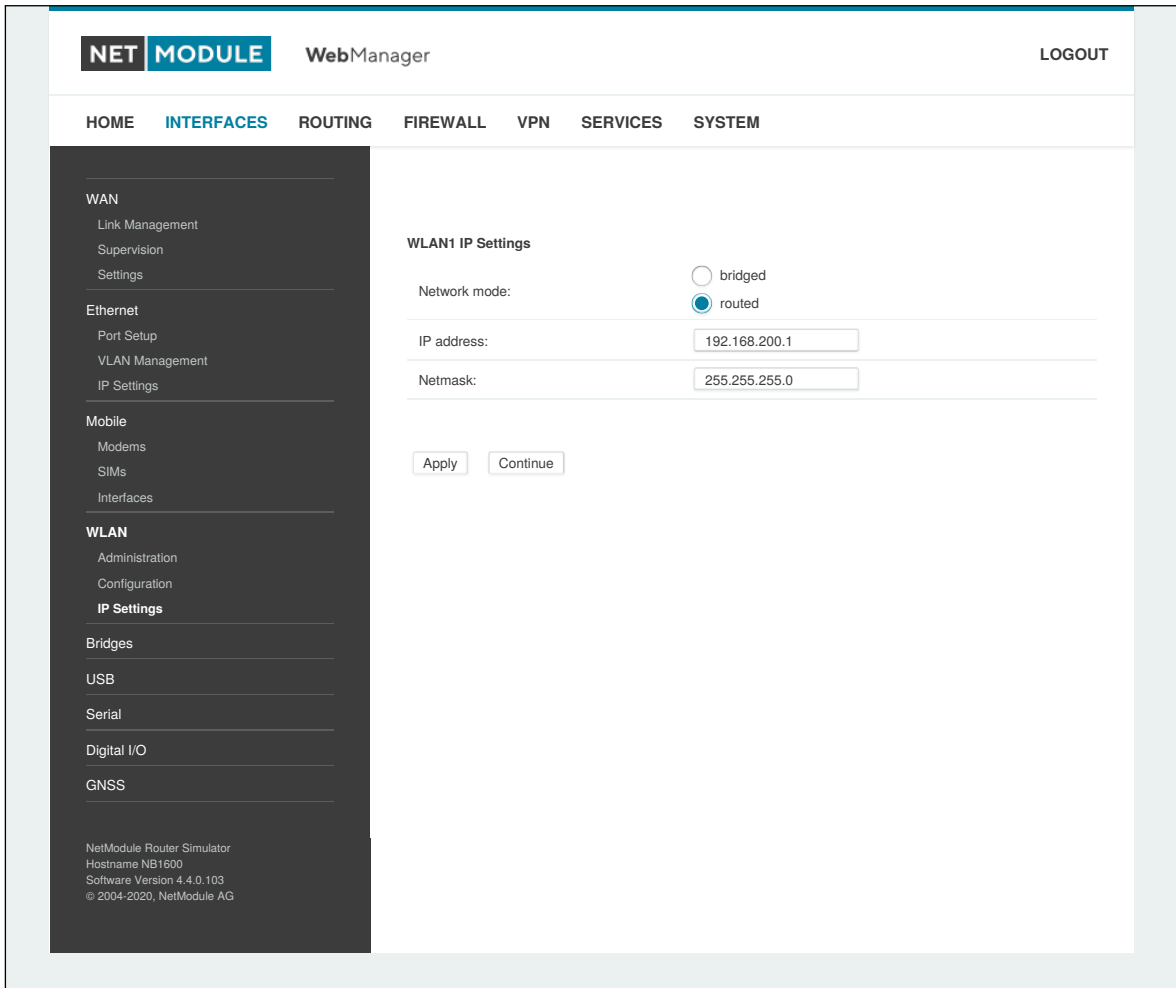 NET MODULE WebManager LOGOUT
HOME INTERFACES ROUTING FIREWALL VPN SERVICES SYSTEM
WAN
Link Management
Supervision
Settings
Ethernet
Port Setup
VLAN Management
IP Settings
Mobile
Modems
SIMs
Interfaces
WLAN
Administration
Configuration
IP Settings
Bridges
USB
Serial
Digital I/O
GNSS
NetModule Router Simulator
Hostname NB1600
Software Version 4.4.0.103
© 2004-2020, NetModule AG
WLAN1 IP Settings
Network mode:
bridged
routed
IP address: 192.168.200.1
Netmask: 255.255.255.0
Apply Continue